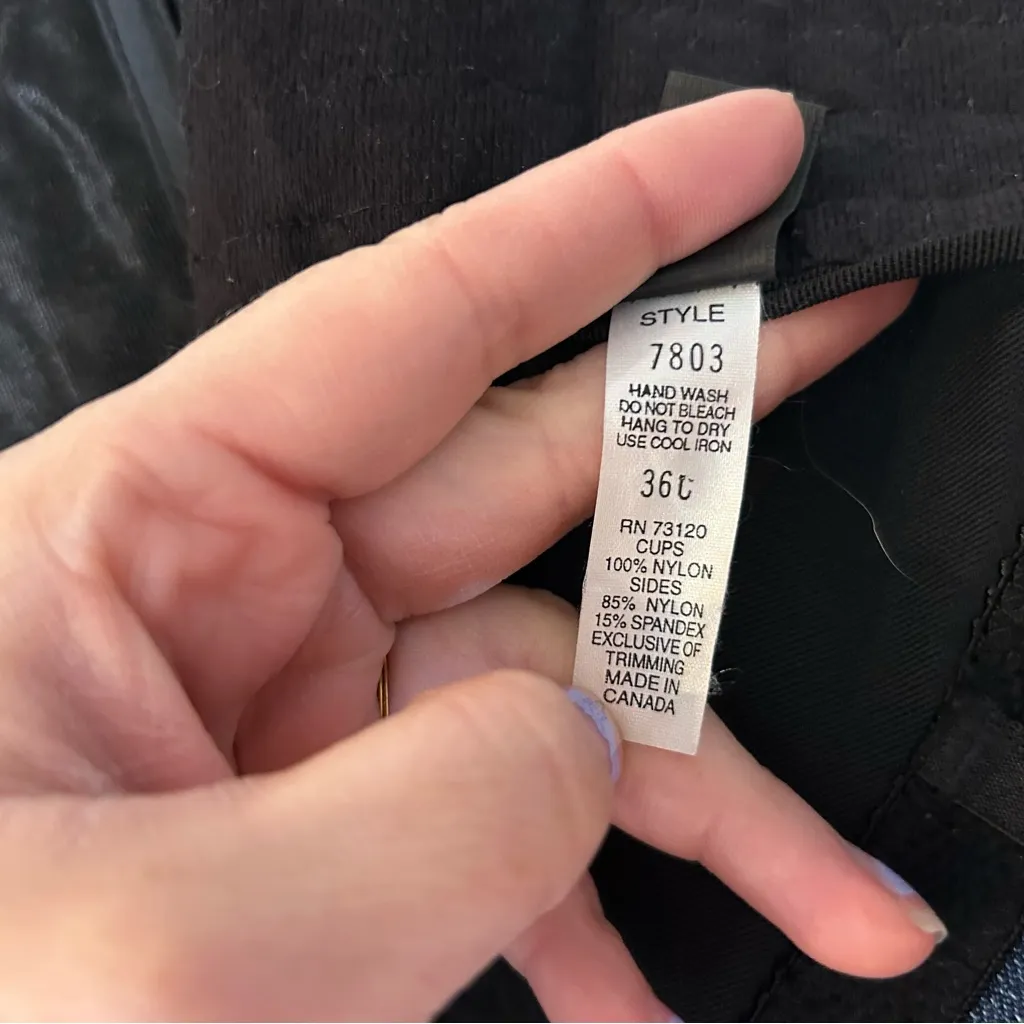 STYLE
7803
HAND WASH
DO NOT BLEACH
HANG TO DRY
USE COOL IRON
36C
RN 73120
CUPS
100% NYLON
SIDES
85% NYLON
15% SPANDEX
EXCLUSIVE OF
TRIMMING
MADE IN
CANADA